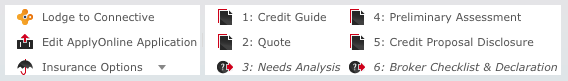 Lodge to Connective
Edit ApplyOnline Application
Insurance Options
1: Credit Guide
2: Quote
3: Needs Analysis
4: Preliminary Assessment
5: Credit Proposal Disclosure
6: Broker Checklist & Declaration